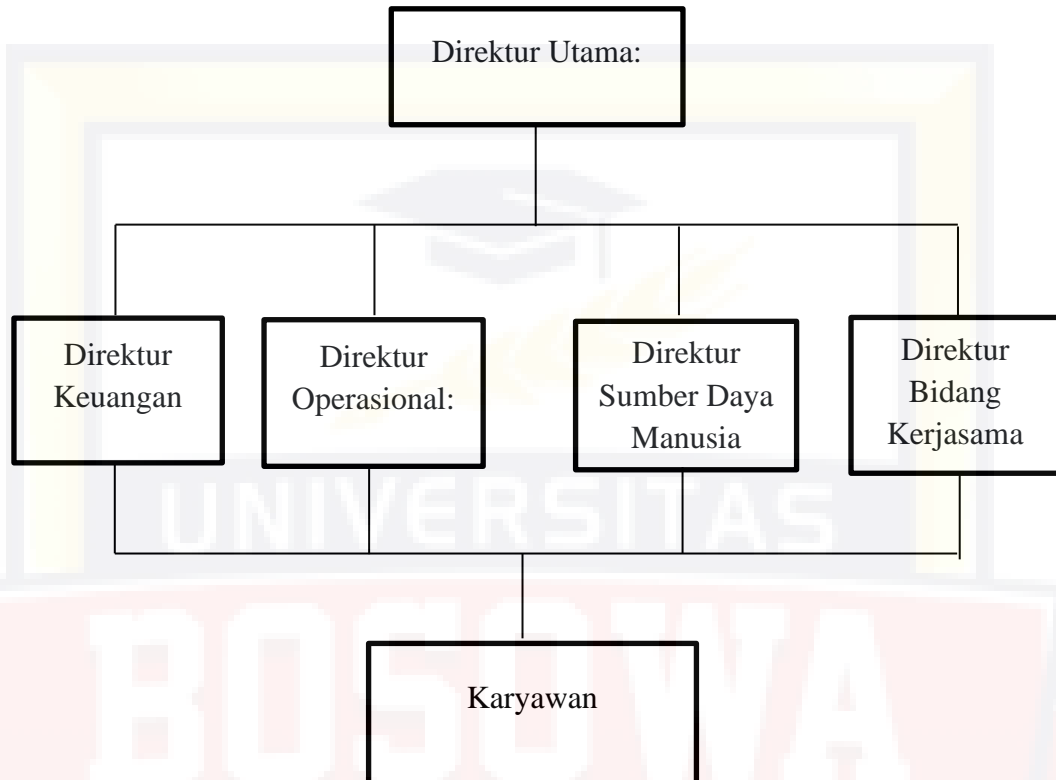 Direktur Utama:
Direktur
Keuangan
Direktur
Operasional:
Direktur
Sumber Daya
Manusia
Direktur
Bidang
Kerjasama
UNIVERSITAS
BOSOWA
Karyawan